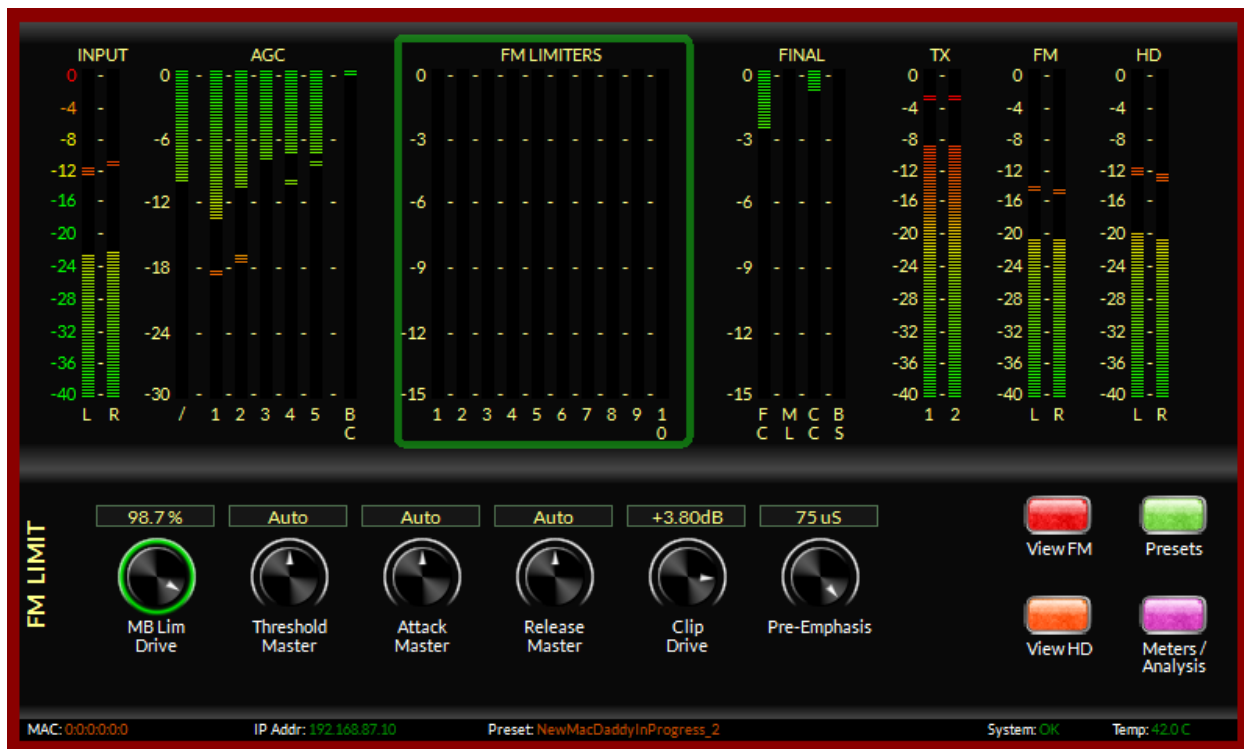 INPUT AGC FM LIMITERS FINAL TX FM HD
0 0 0 0 0 0 0
-4 -4 -4 -4
-8 -6 -3 -3 -8 -8 -8
-12 -12 -12 -12
-16 -12 -6 -6 -16 -16 -16
-20 -20 -20 -20
-24 -18 -9 -9 -24 -24 -24
-28 -28 -28 -28
-32 -24 -12 -12 -32 -32 -32
-36 -36 -36 -36
-40 -30 -15 -15 -40 -40 -40
L R / 1 2 3 4 5 B 1 2 3 4 5 6 7 8 9 1 F M C B 1 2 L R L R
C 0 C L C S
FM LIMIT
98.7% Auto Auto Auto +3.80dB 75 uS
MB Lim Threshold Attack Release Clip Pre-Emphasis
Drive Master Master Master Drive
View FM Presets
View HD Meters /
Analysis
MAC: 0:0:0:0:0:0 IP Addr: 192.168.87.10 Preset: NewMacDaddyInProgress_2 System: OK Temp: 42.0 C